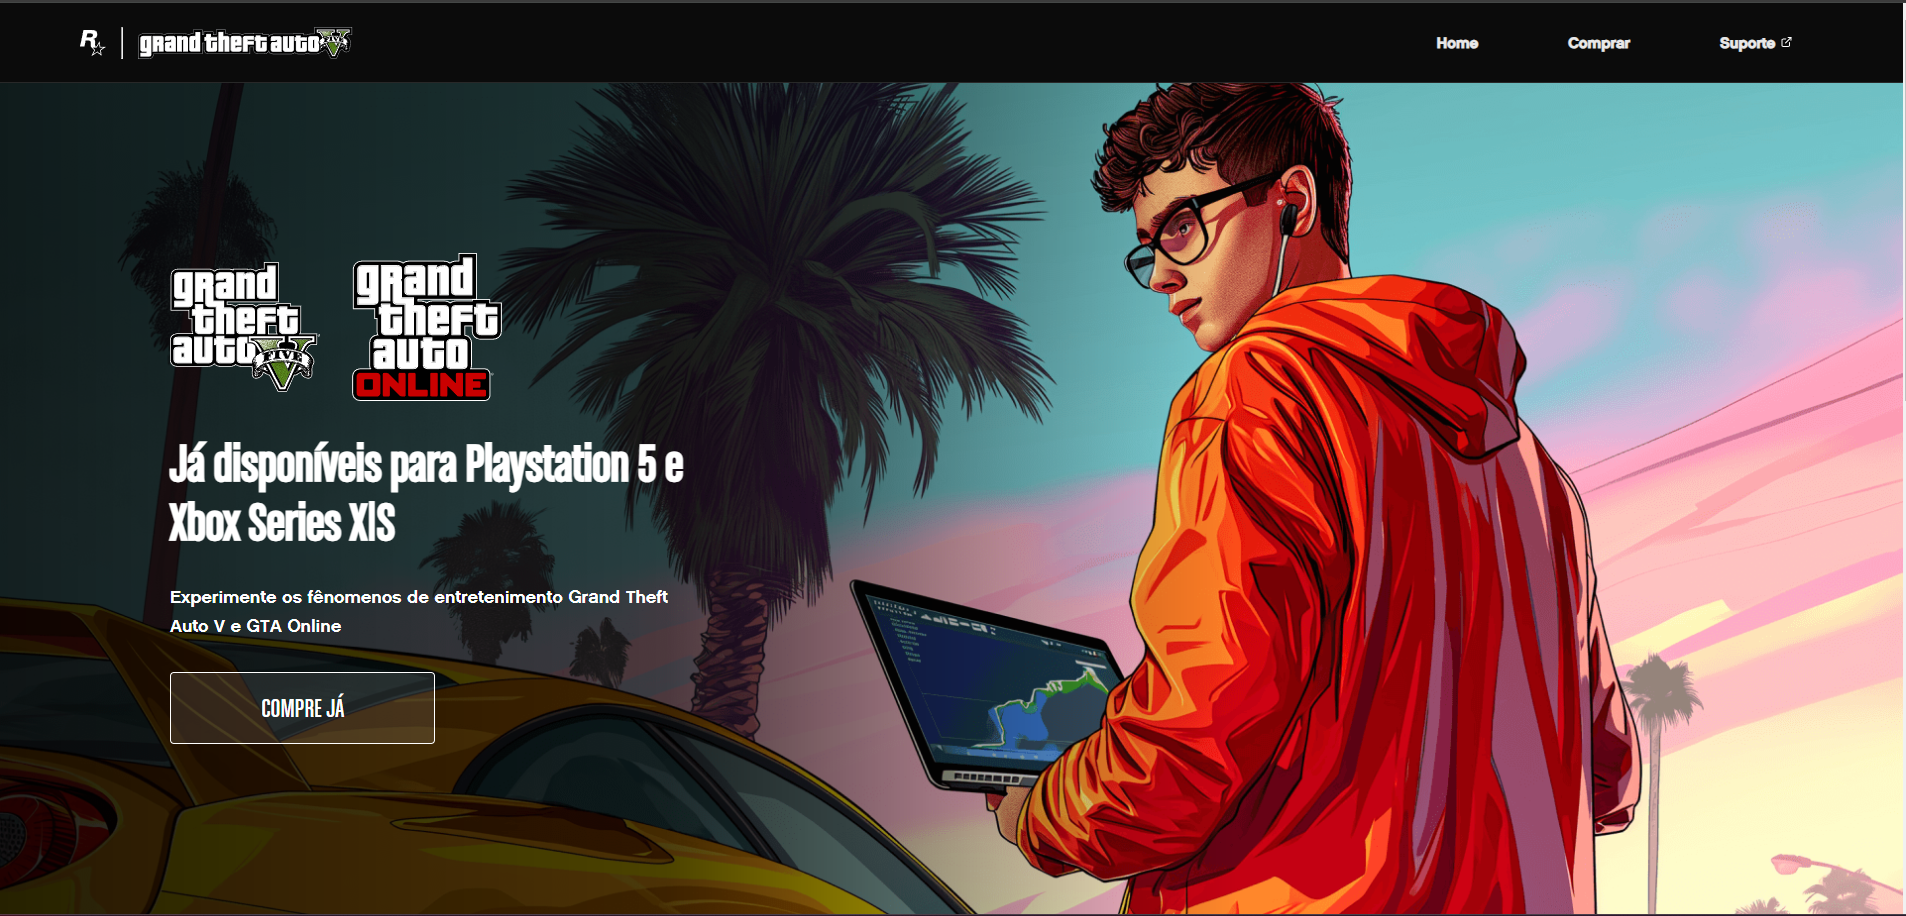 R
grand theft auto V
FIVE
Home
Comprar
Suporte
grand
theft
auto V
FIVE
grand
theft
auto
ONLINE
Já disponíveis para Playstation 5 e
Xbox Series X|S
Experimente os fênomenos de entretenimento Grand Theft
Auto V e GTA Online
COMPRE JÁ